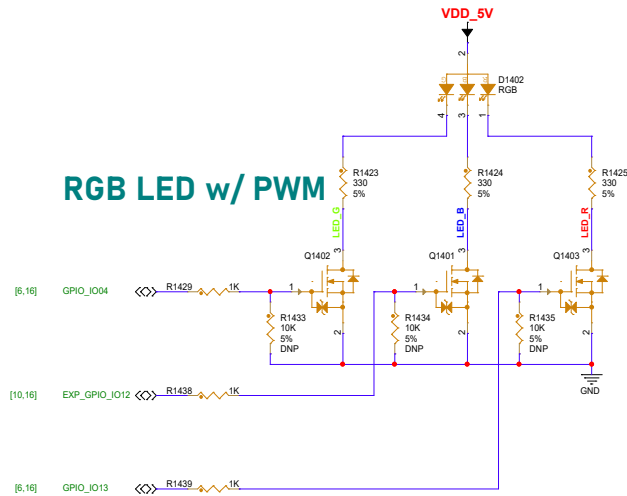 VDD_5V
2
D1402
RGB
4
3
1
RGB LED w/ PWM
R1423
330
5%
R1424
330
5%
R1425
330
5%
LED_G
LED_B
LED_R
Q1402
3
Q1401
3
Q1403
3
[6,16] GPIO_IO04 R1429 1K 1
1
1
R1433
10K
5%
DNP
2
R1434
10K
5%
DNP
2
R1435
10K
5%
DNP
2
GND
[10,16] EXP_GPIO_IO12 R1438 1K
[6,16] GPIO_IO13 R1439 1K